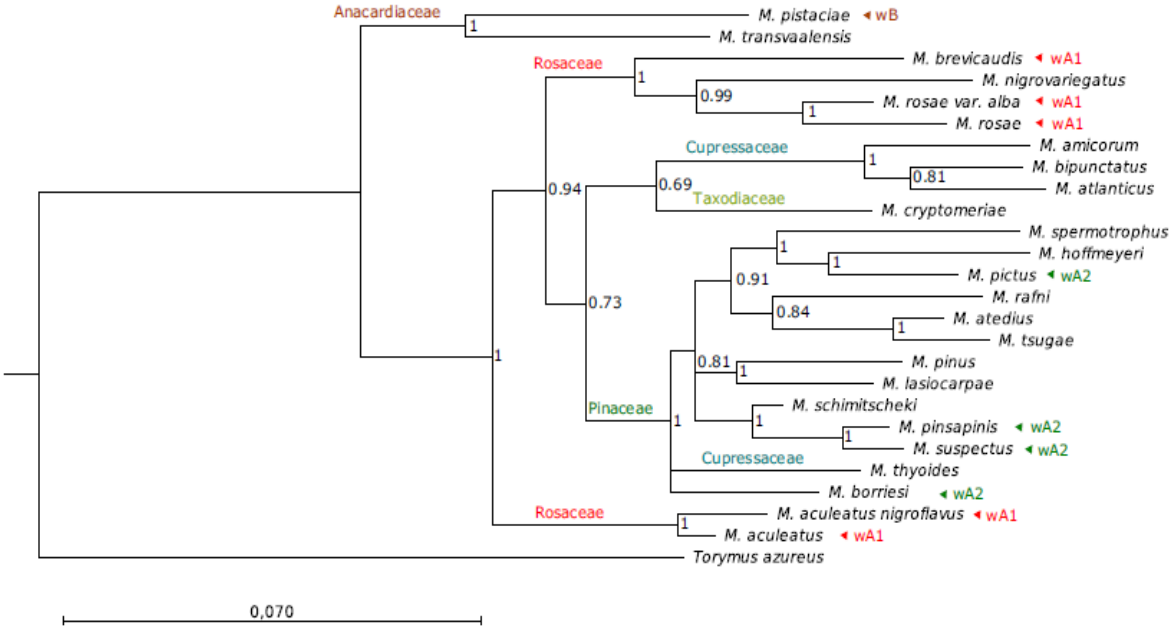 Anacardiaceae
M. pistaciae ◄ wB
1
M. transvaalensis
Rosaceae
M. brevicaudis ◄ wA1
1
M. nigrovariegatus
0.99
M. rosae var. alba ◄ wA1
1
M. rosae ◄ wA1
Cupressaceae
M. amicorum
1
M. bipunctatus
0.81
M. atlanticus
0.94
0.69
Taxodiaceae
M. cryptomeriae
M. spermotrophus
1
M. hoffmeyeri
1
M. pictus ◄ wA2
0.91
M. rafni
0.73
0.84
M. atedius
1
M. tsugae
1
0.81
M. pinus
1
M. lasiocarpae
Pinaceae
M. schimitscheki
1
1
M. pinsapinis ◄ wA2
1
M. suspectus ◄ wA2
Cupressaceae
M. thyoides
M. borriesi ◄ wA2
Rosaceae
M. aculeatus nigroflavus ◄ wA1
1
M. aculeatus ◄ wA1
Torymus azureus
0,070